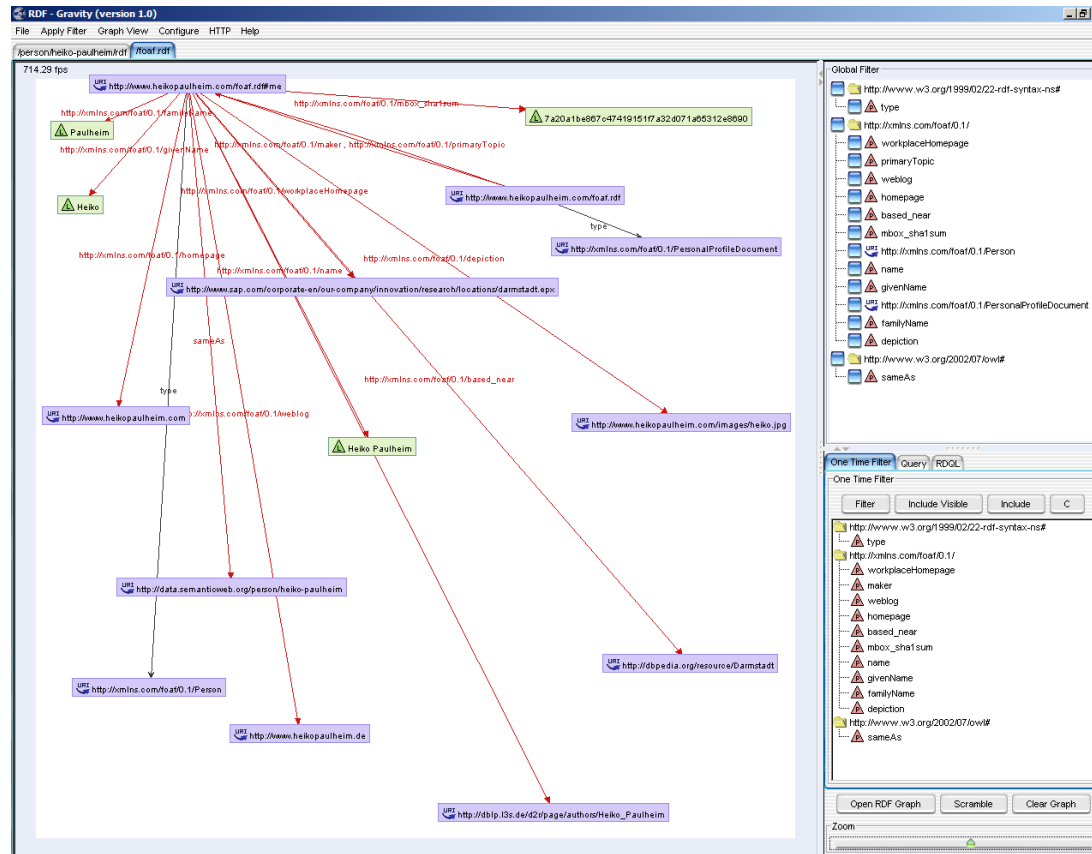 RDF - Gravity (version 1.0)
File Apply Filter Graph View Configure HTTP Help
/person/heiko-paulheim/rdf /foaf.rdf
714.29 fps
URI http://www.heikopaulheim.com/foaf.rdf#me
http://xmlns.com/foaf/0.1/mbox_sha1sum
http://xmlns.com/foaf/0.1/familyName
L 7a20a1be867c47419151f7a32d071a65312e8690
L Paulheim
http://xmlns.com/foaf/0.1/givenName
http://xmlns.com/foaf/0.1/maker , http://xmlns.com/foaf/0.1/primaryTopic
http://xmlns.com/foaf/0.1/workplaceHomepage
URI http://www.heikopaulheim.com/foaf.rdf
L Heiko
type
URI http://xmlns.com/foaf/0.1/PersonalProfileDocument
http://xmlns.com/foaf/0.1/homepage
http://xmlns.com/foaf/0.1/depiction
http://xmlns.com/foaf/0.1/name
URI http://www.sap.com/corporate-en/our-company/innovation/research/locations/darmstadt.epx
sameAs
http://xmlns.com/foaf/0.1/based_near
type
URI http://www.heikopaulheim.com
http://xmlns.com/foaf/0.1/weblog
URI http://www.heikopaulheim.com/images/heiko.jpg
L Heiko Paulheim
URI http://data.semanticweb.org/person/heiko-paulheim
URI http://dbpedia.org/resource/Darmstadt
URI http://xmlns.com/foaf/0.1/Person
URI http://www.heikopaulheim.de
URI http://dblp.l3s.de/d2r/page/authors/Heiko_Paulheim
Global Filter
http://www.w3.org/1999/02/22-rdf-syntax-ns#
P type
http://xmlns.com/foaf/0.1/
P workplaceHomepage
P primaryTopic
P weblog
P homepage
P based_near
P mbox_sha1sum
URI http://xmlns.com/foaf/0.1/Person
P name
P givenName
URI http://xmlns.com/foaf/0.1/PersonalProfileDocument
P familyName
P depiction
http://www.w3.org/2002/07/owl#
P sameAs
One Time Filter Query RDQL
One Time Filter
Filter Include Visible Include C
http://www.w3.org/1999/02/22-rdf-syntax-ns#
P type
http://xmlns.com/foaf/0.1/
P workplaceHomepage
P maker
P weblog
P homepage
P based_near
P mbox_sha1sum
P name
P givenName
P familyName
P depiction
http://www.w3.org/2002/07/owl#
P sameAs
Open RDF Graph Scramble Clear Graph
Zoom